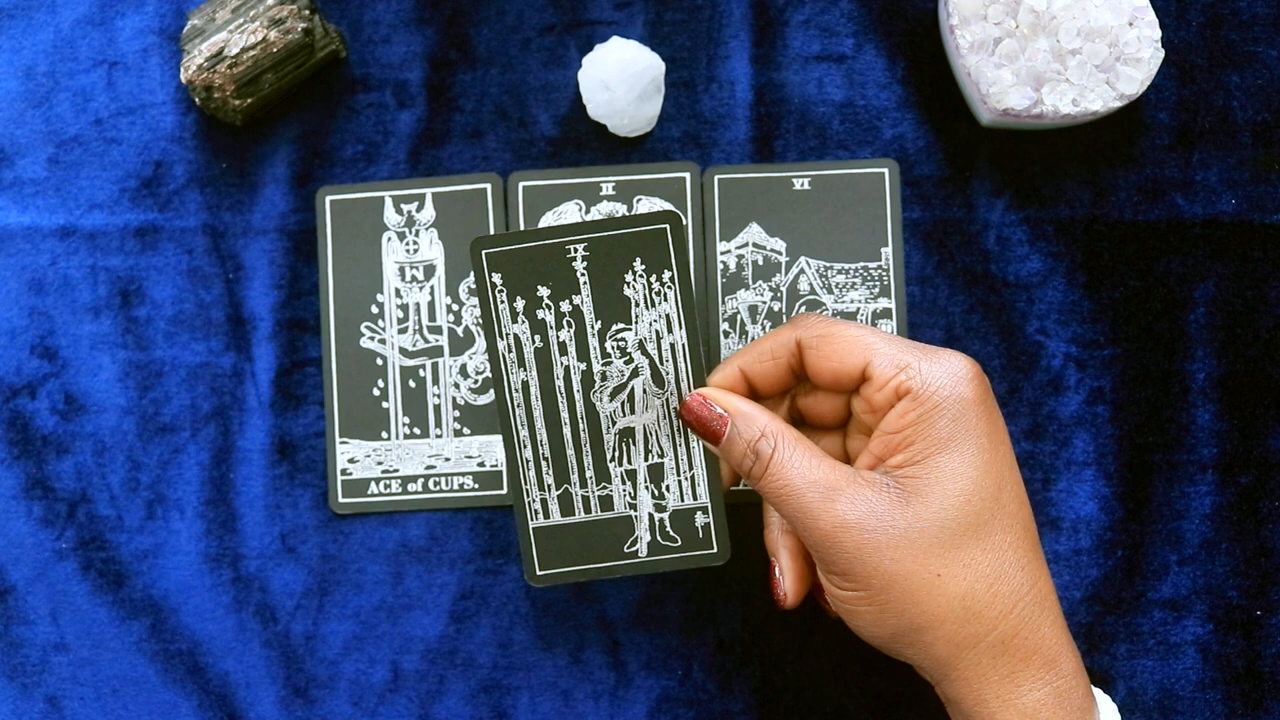 II
VI
IX
M
ACE of CUPS.